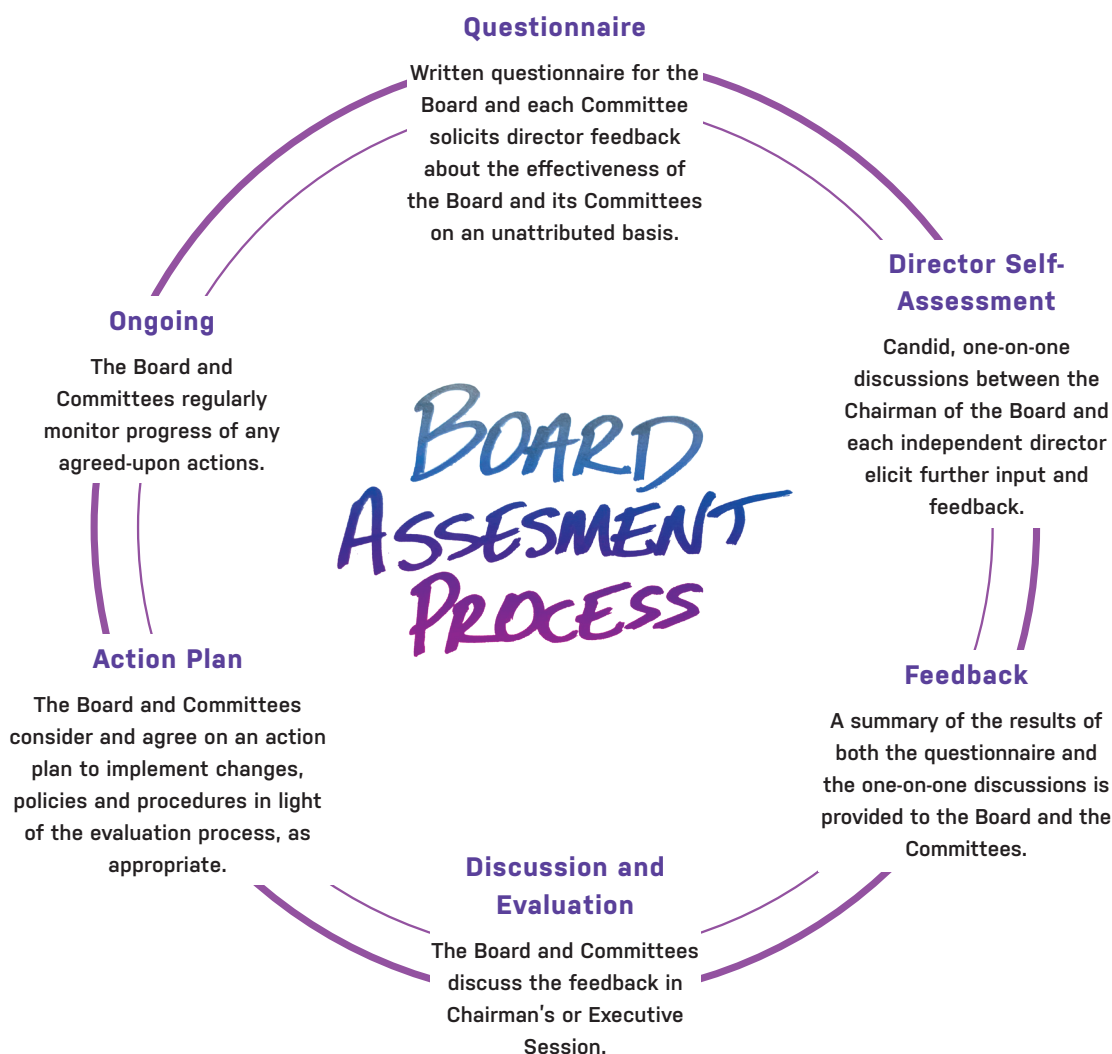 Questionnaire
Written questionnaire for the
Board and each Committee
solicits director feedback
about the effectiveness of
the Board and its Committees
on an unattributed basis.
Director Self-
Assessment
Candid, one-on-one
discussions between the
Chairman of the Board and
each independent director
elicit further input and
feedback.
Feedback
A summary of the results of
both the questionnaire and
the one-on-one discussions is
provided to the Board and the
Committees.
Discussion and
Evaluation
The Board and Committees
discuss the feedback in
Chairman's or Executive
Session.
Action Plan
The Board and Committees
consider and agree on an action
plan to implement changes,
policies and procedures in light
of the evaluation process, as
appropriate.
Ongoing
The Board and
Committees regularly
monitor progress of any
agreed-upon actions.
BOARD
ASSESMENT
PROCESS